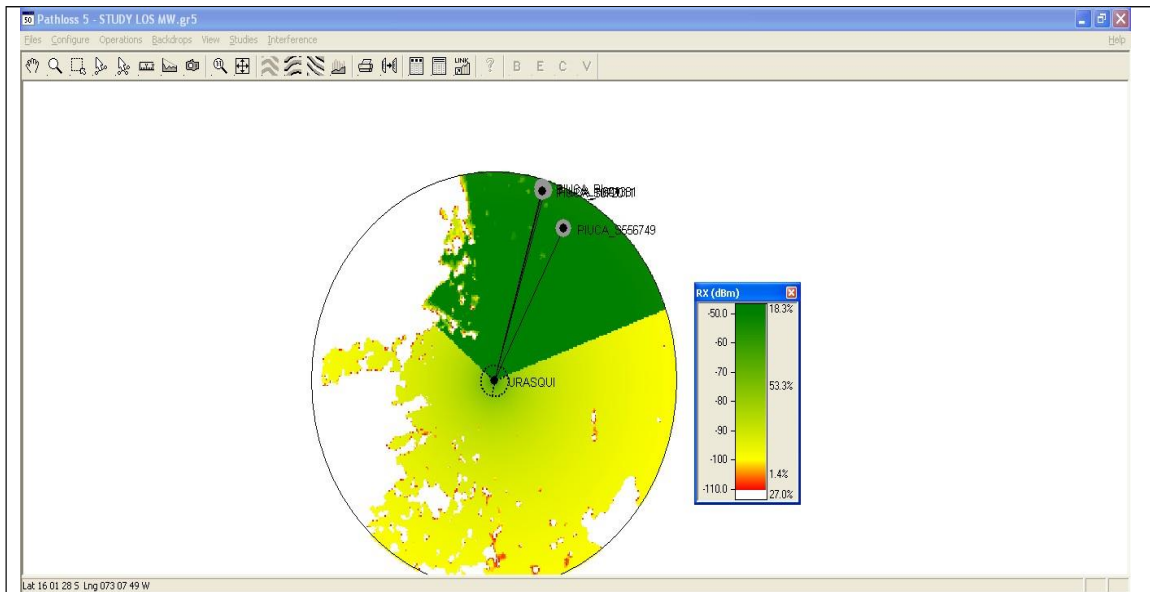 Pathloss 5 - STUDY LOS MW.gr5
Files Configure Operations Backdrops View Studies Interference Help
LINK ? B E C V
PIUCA_S556749
URASQUI
RX (dBm)
-50.0 18.3%
-60
-70
53.3%
-80
-90
-100
1.4%
-110.0
27.0%
Lat 16 01 28 S Lng 073 07 49 W